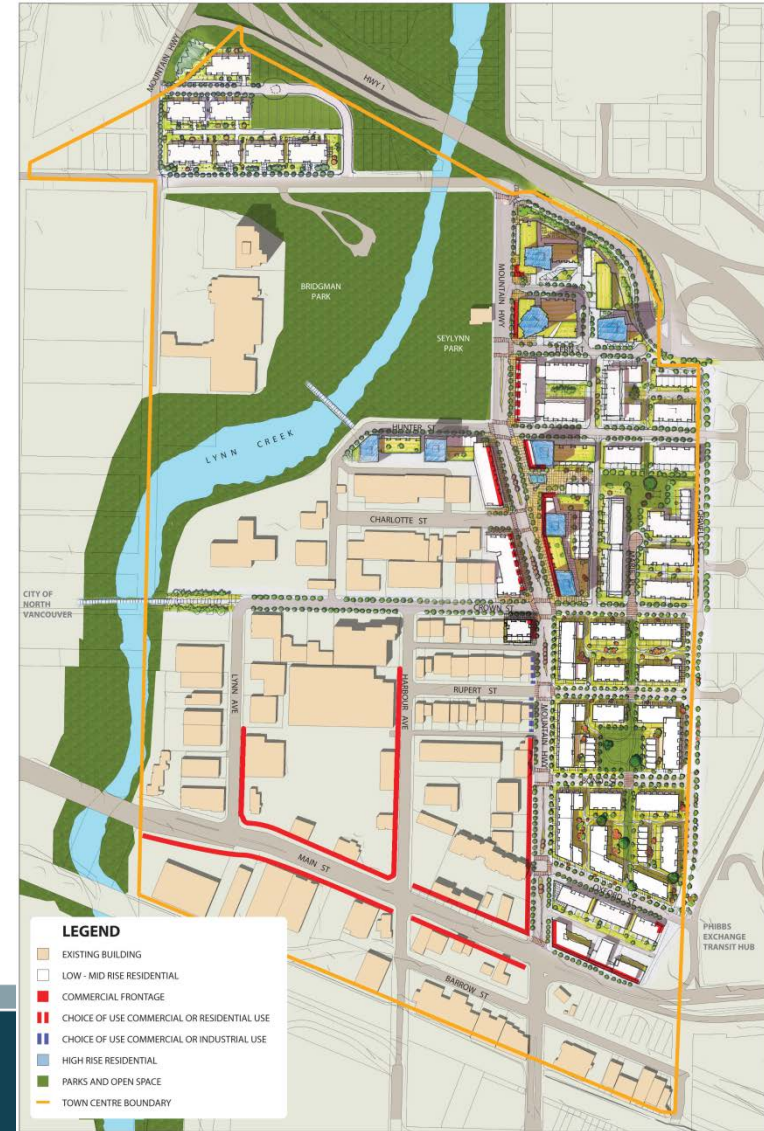 MOUNTAIN HWY
HWY 1
BRIDGMAN
PARK
MOUNTAIN HWY
SEYLYNN
PARK
FERN ST
LYNN CREEK
HUNTER ST
CHARLOTTE ST
CITY OF
NORTH
VANCOUVER
CROWN ST
LYNN AVE
HARBOUR AVE
RUPERT ST
MOUNTAIN HWY
MAIN ST
OXFORD ST
PHIBBS
EXCHANGE
TRANSIT HUB
BARROW ST
LEGEND
EXISTING BUILDING
LOW - MID RISE RESIDENTIAL
COMMERCIAL FRONTAGE
CHOICE OF USE COMMERCIAL OR RESIDENTIAL USE
CHOICE OF USE COMMERCIAL OR INDUSTRIAL USE
HIGH RISE RESIDENTIAL
PARKS AND OPEN SPACE
TOWN CENTRE BOUNDARY